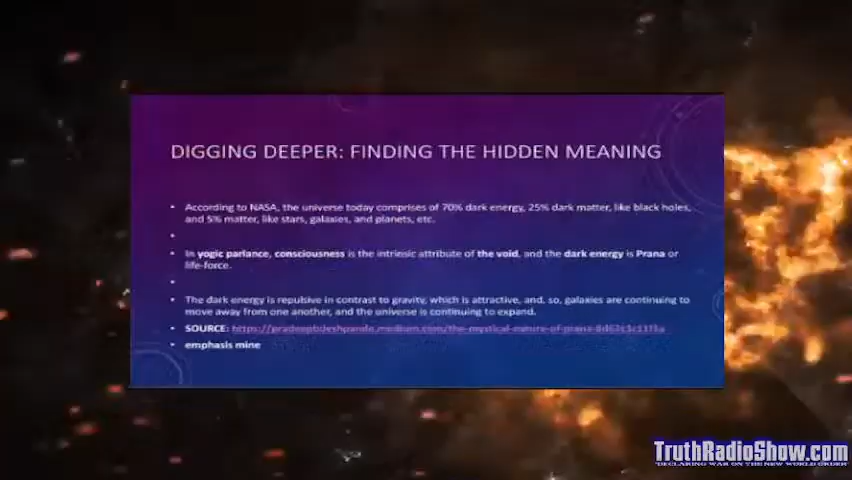 DIGGING DEEPER: FINDING THE HIDDEN MEANING
• According to NASA, the universe today comprises of 70% dark energy, 25% dark matter, like black holes,
and 5% matter, like stars, galaxies, and planets, etc.
•
• In yogic parlance, consciousness is the intrinsic attribute of the void, and the dark energy is Prana or
life-force.
•
• The dark energy is repulsive in contrast to gravity, which is attractive, and, so, galaxies are continuing to
move away from one another, and the universe is continuing to expand.
• SOURCE:
• emphasis mine
TruthRadioShow.com
DECLARING WAR ON THE NEW WORLD ORDER